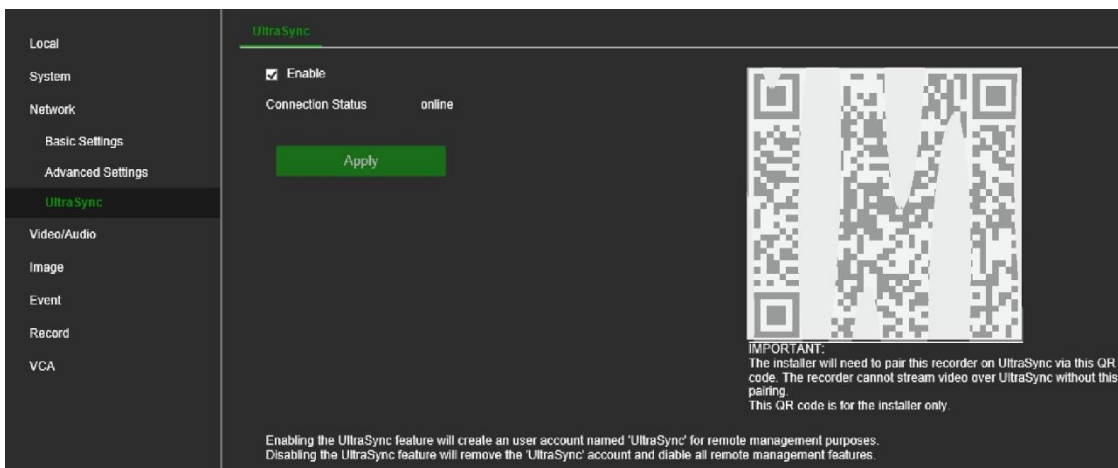 Local
System
Network
Basic Settings
Advanced Settings
UltraSync
Video/Audio
Image
Event
Record
VCA
UltraSync
Enable
Connection Status online
Apply
IMPORTANT:
The installer will need to pair this recorder on UltraSync via this QR
code. The recorder cannot stream video over UltraSync without this
pairing.
This QR code is for the installer only.
Enabling the UltraSync feature will create an user account named 'UltraSync' for remote management purposes.
Disabling the UltraSync feature will remove the 'UltraSync' account and diable all remote management features.